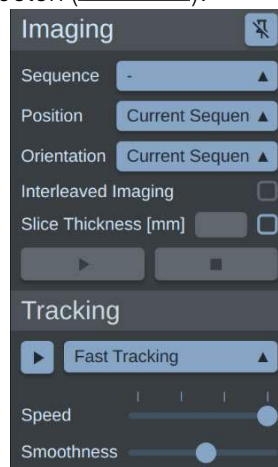 Imaging
Sequence -
Position Current Sequen
Orientation Current Sequen
Interleaved Imaging
Slice Thickness [mm]
Tracking
Fast Tracking
Speed
Smoothness